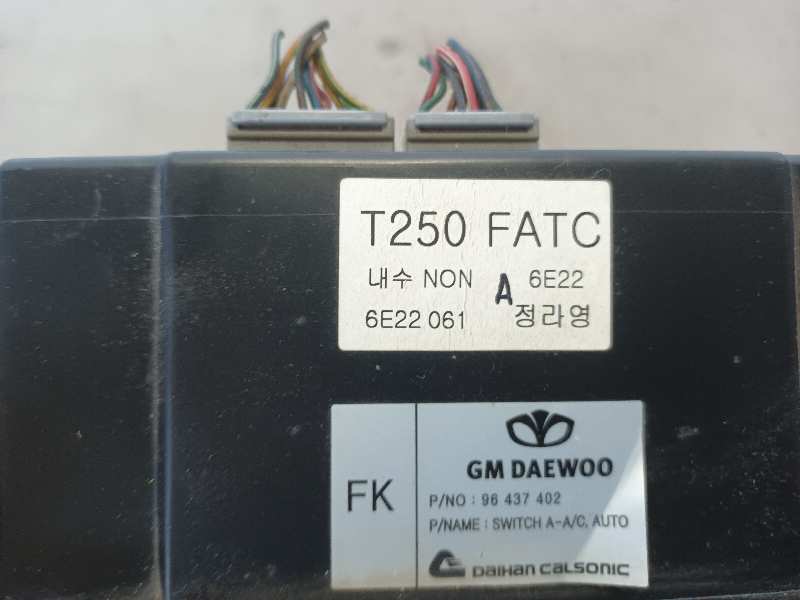 T250 FATC
내수 NON A 6E22
6E22 061 정라영
FK
GM DAEWOO
P/NO : 96 437 402
P/NAME : SWITCH A-A/C, AUTO
DAIHAN CALSONIC